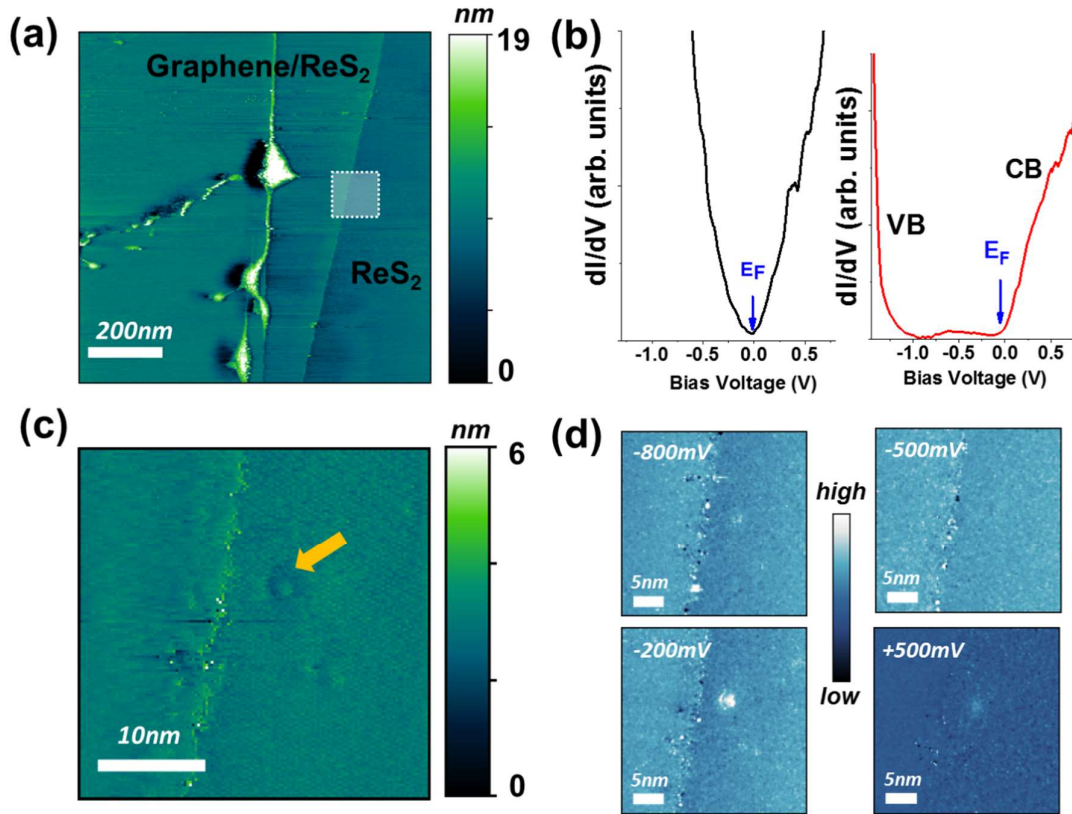 (a)
nm
19
0
Graphene/ReS₂
ReS₂
200nm
(b)
dI/dV (arb. units)
E_F
-1.0 -0.5 0.0 0.5
Bias Voltage (V)
dI/dV (arb. units)
VB
CB
E_F
-1.0 -0.5 0.0 0.5
Bias Voltage (V)
(c)
nm
6
0
10nm
(d)
-800mV
5nm
high
low
-500mV
5nm
-200mV
5nm
+500mV
5nm